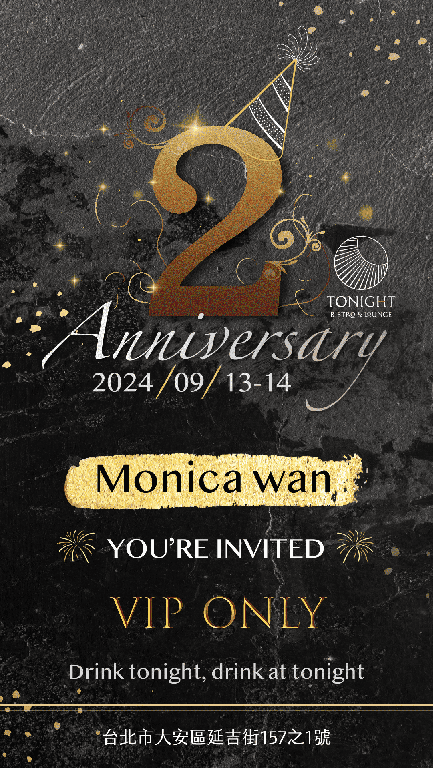 2
TONIGHT
BISTRO & LOUNGE
Anniversary
2024/09/13-14
Monica wan
YOU'RE INVITED
VIP ONLY
Drink tonight, drink at tonight
台北市大安區延吉街157之1號